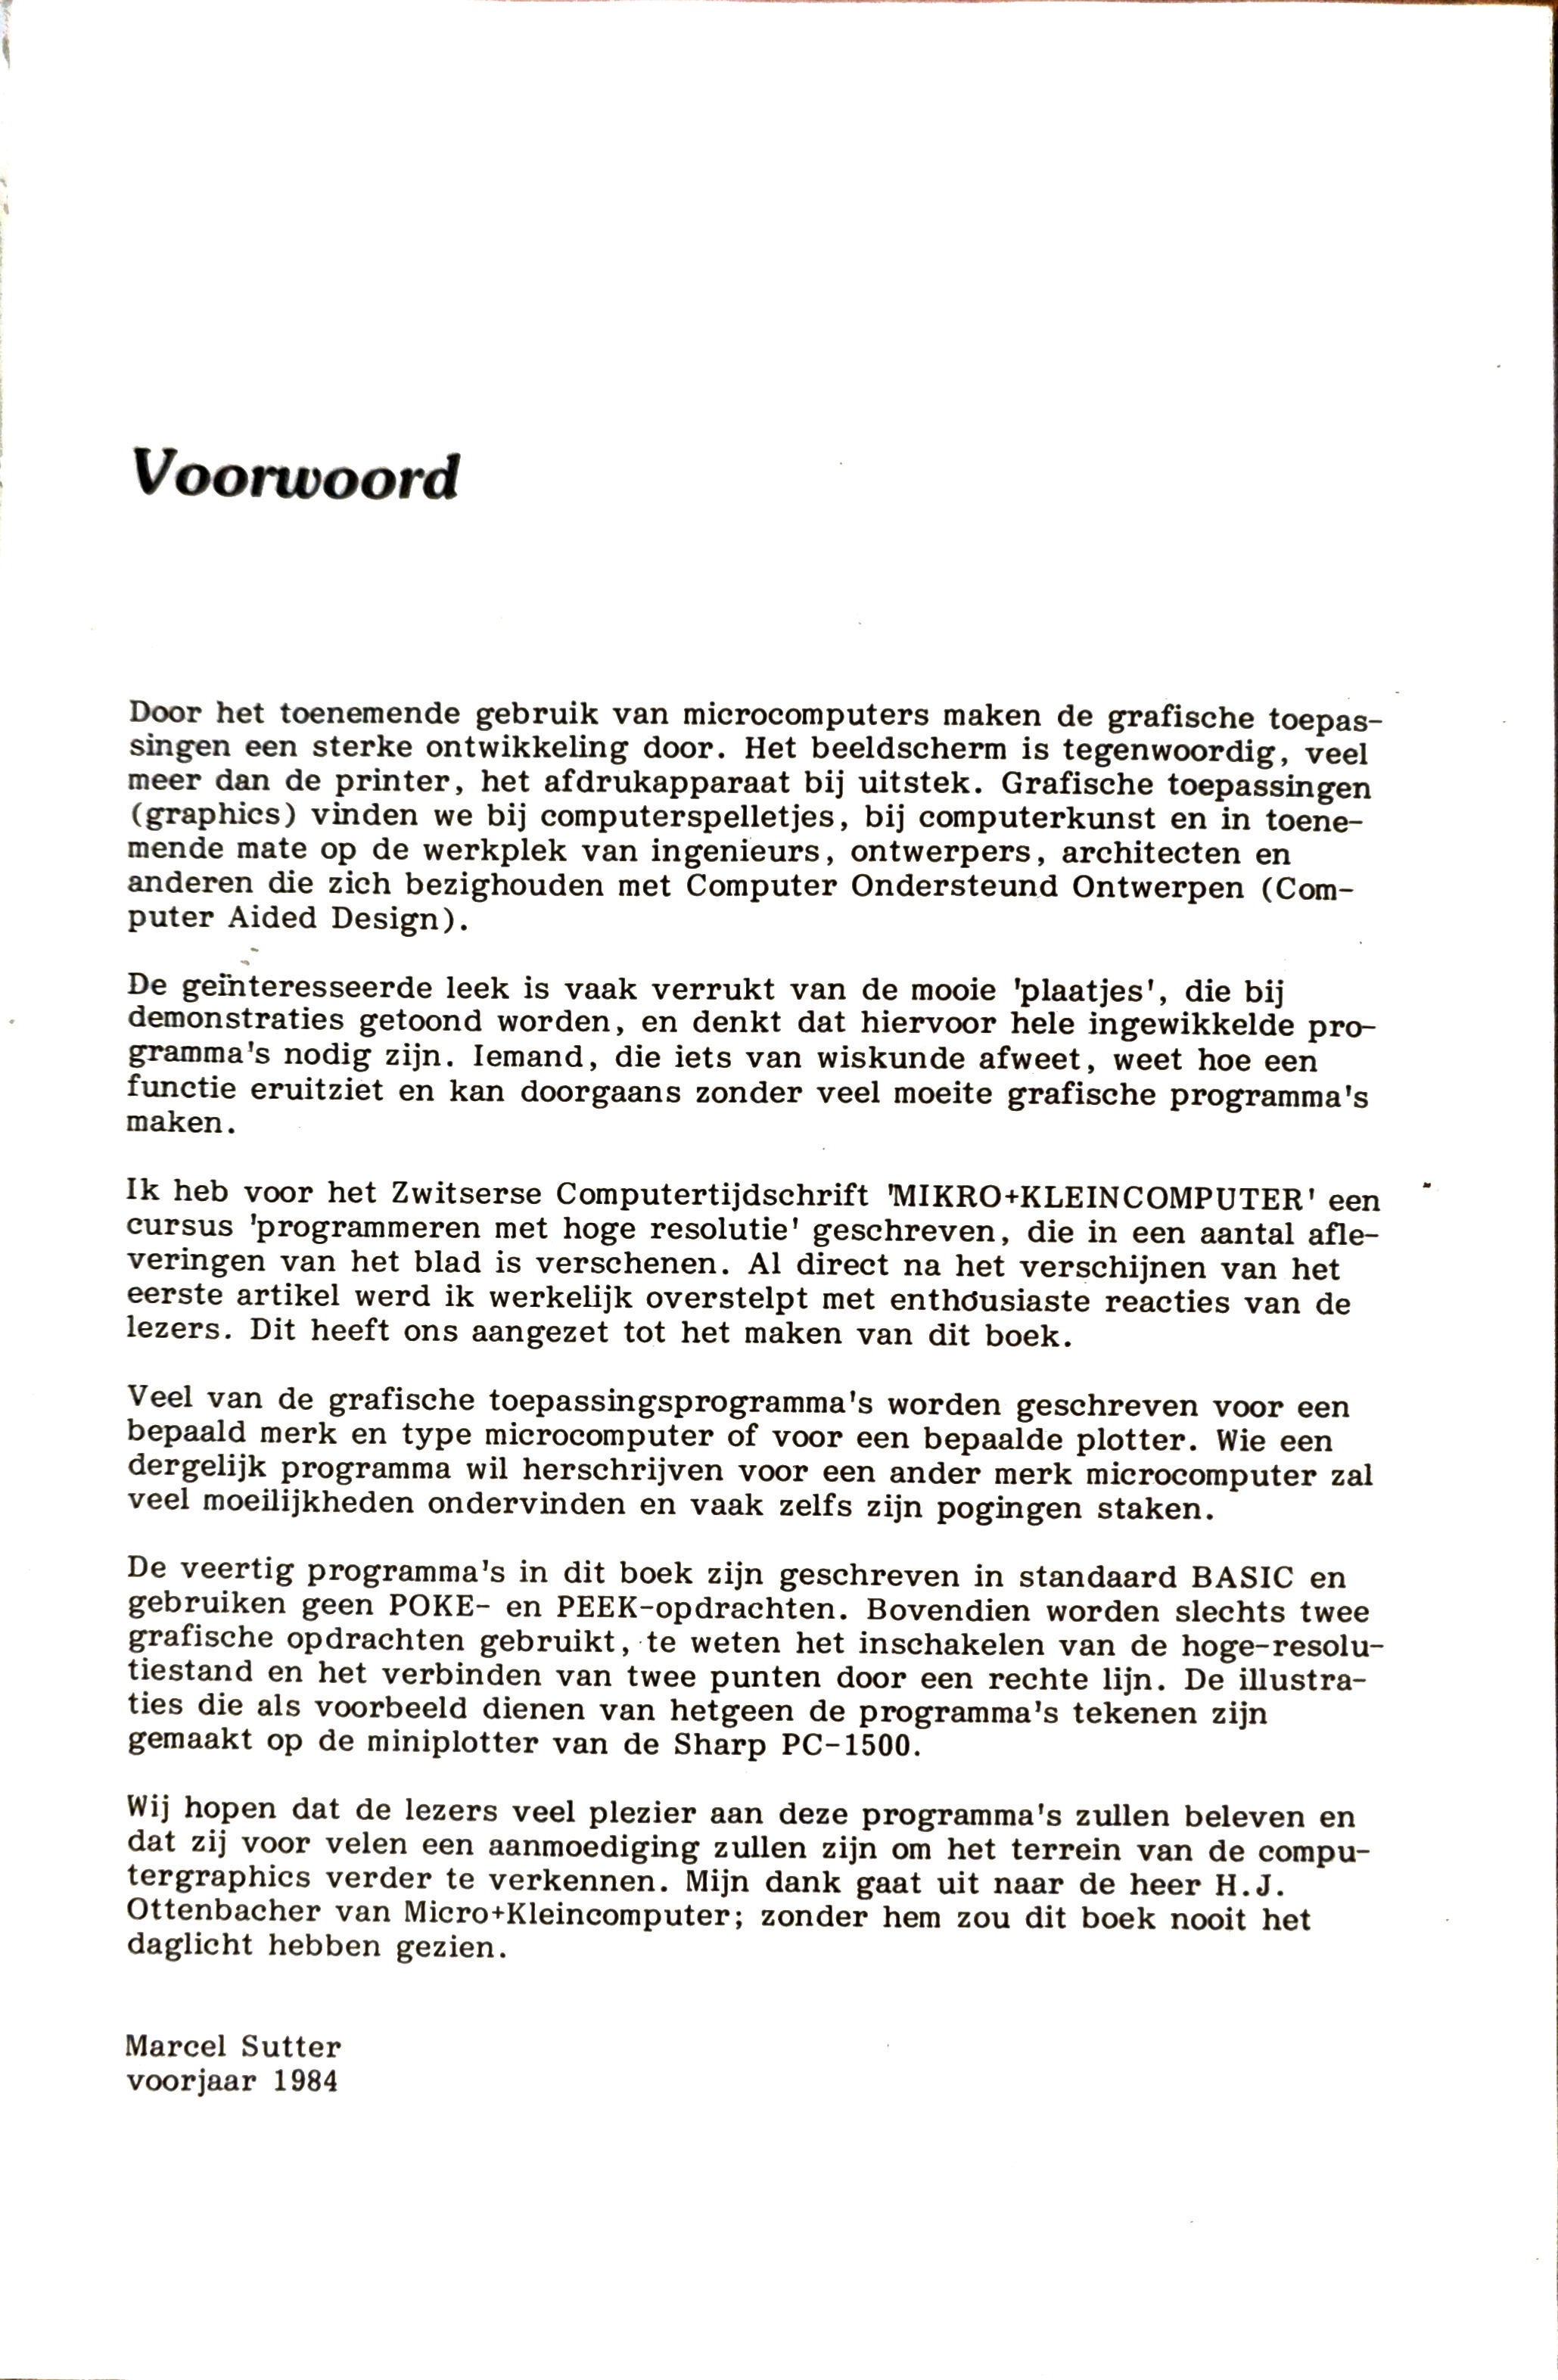 Voorwoord
Door het toenemende gebruik van microcomputers maken de grafische toepas-
singen een sterke ontwikkeling door. Het beeldscherm is tegenwoordig, veel
meer dan de printer, het afdrukapparaat bij uitstek. Grafische toepassingen
(graphics) vinden we bij computerspelletjes, bij computerkunst en in toene-
mende mate op de werkplek van ingenieurs, ontwerpers, architecten en
anderen die zich bezighouden met Computer Ondersteund Ontwerpen (Com-
puter Aided Design).
De geïnteresseerde leek is vaak verrukt van de mooie 'plaatjes', die bij
demonstraties getoond worden, en denkt dat hiervoor hele ingewikkelde pro-
gramma's nodig zijn. Iemand, die iets van wiskunde afweet, weet hoe een
functie eruitziet en kan doorgaans zonder veel moeite grafische programma's
maken.
Ik heb voor het Zwitserse Computertijdschrift 'MIKRO+KLEINCOMPUTER' een
cursus 'programmeren met hoge resolutie' geschreven, die in een aantal afle-
veringen van het blad is verschenen. Al direct na het verschijnen van het
eerste artikel werd ik werkelijk overstelpt met enthousiaste reacties van de
lezers. Dit heeft ons aangezet tot het maken van dit boek.
Veel van de grafische toepassingsprogramma's worden geschreven voor een
bepaald merk en type microcomputer of voor een bepaalde plotter. Wie een
dergelijk programma wil herschrijven voor een ander merk microcomputer zal
veel moeilijkheden ondervinden en vaak zelfs zijn pogingen staken.
De veertig programma's in dit boek zijn geschreven in standaard BASIC en
gebruiken geen POKE- en PEEK-opdrachten. Bovendien worden slechts twee
grafische opdrachten gebruikt, te weten het inschakelen van de hoge-resolu-
tiestand en het verbinden van twee punten door een rechte lijn. De illustra-
ties die als voorbeeld dienen van hetgeen de programma's tekenen zijn
gemaakt op de miniplotter van de Sharp PC-1500.
Wij hopen dat de lezers veel plezier aan deze programma's zullen beleven en
dat zij voor velen een aanmoediging zullen zijn om het terrein van de compu-
tergraphics verder te verkennen. Mijn dank gaat uit naar de heer H.J.
Ottenbacher van Micro+Kleincomputer; zonder hem zou dit boek nooit het
daglicht hebben gezien.
Marcel Sutter
voorjaar 1984